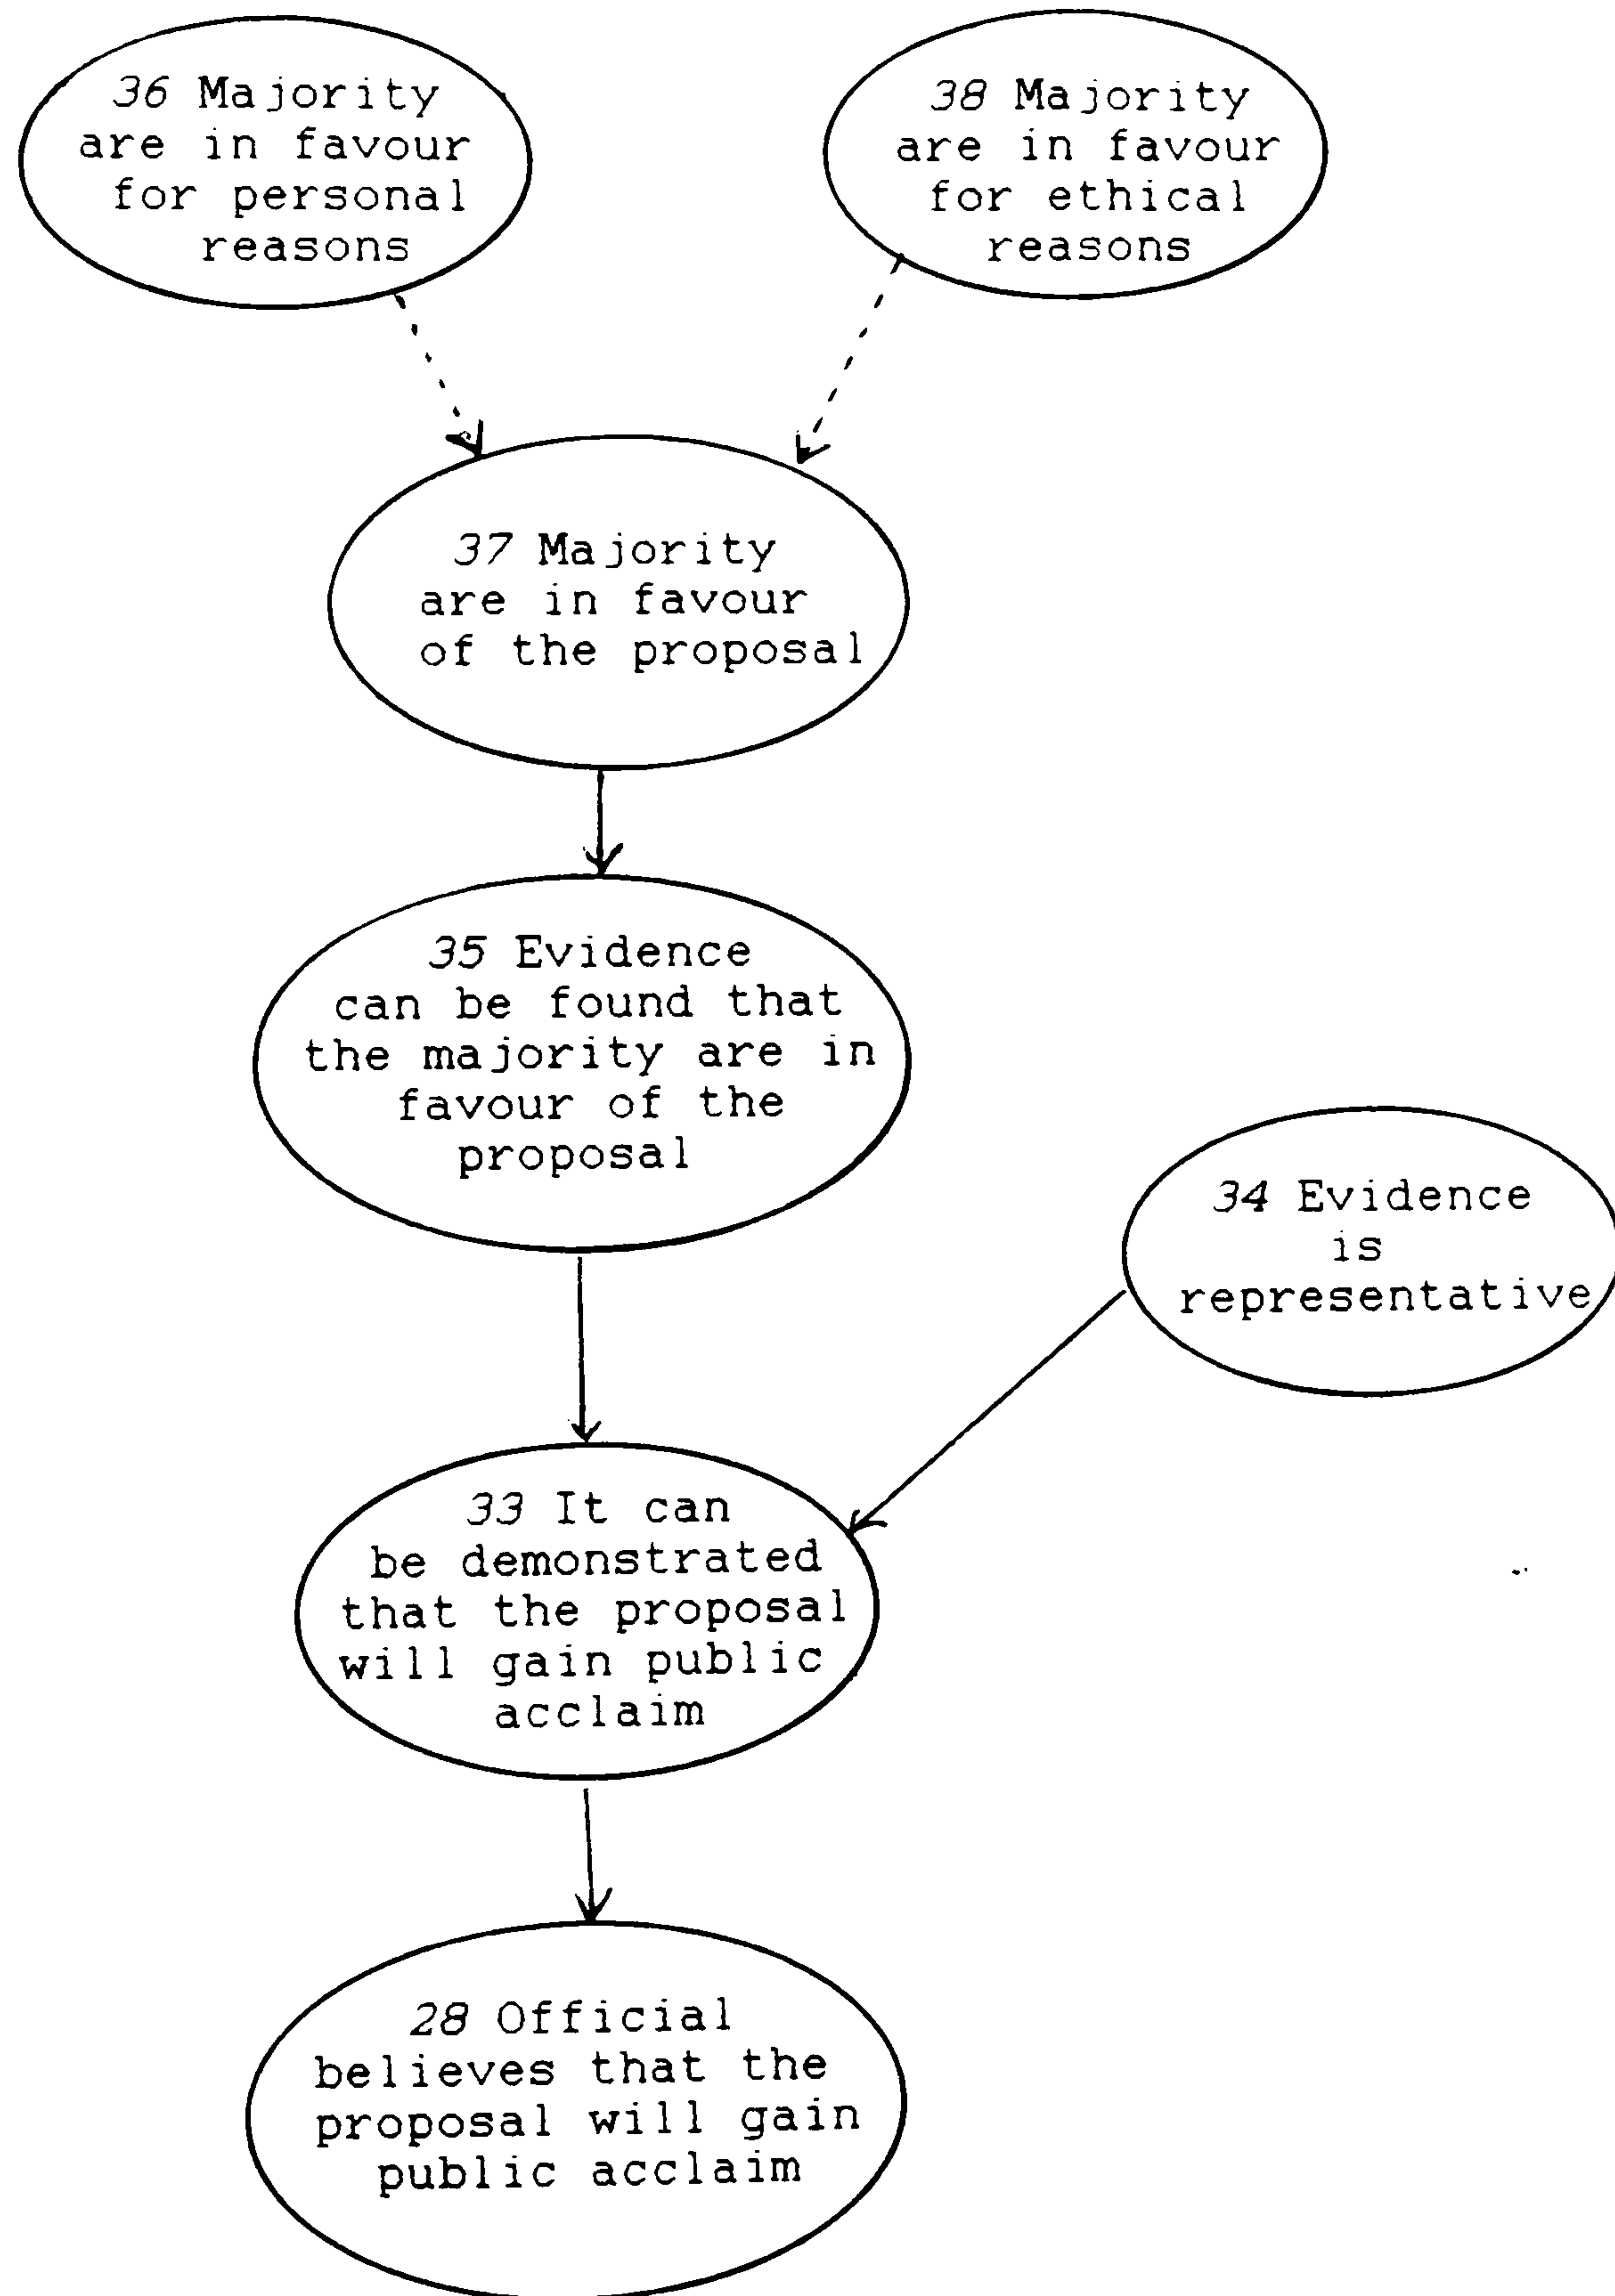 36 Majority
are in favour
for personal
reasons
38 Majority
are in favour
for ethical
reasons
37 Majority
are in favour
of the proposal
35 Evidence
can be found that
the majority are in
favour of the
proposal
34 Evidence
is
representative
33 It can
be demonstrated
that the proposal
will gain public
acclaim
28 Official
believes that the
proposal will gain
public acclaim